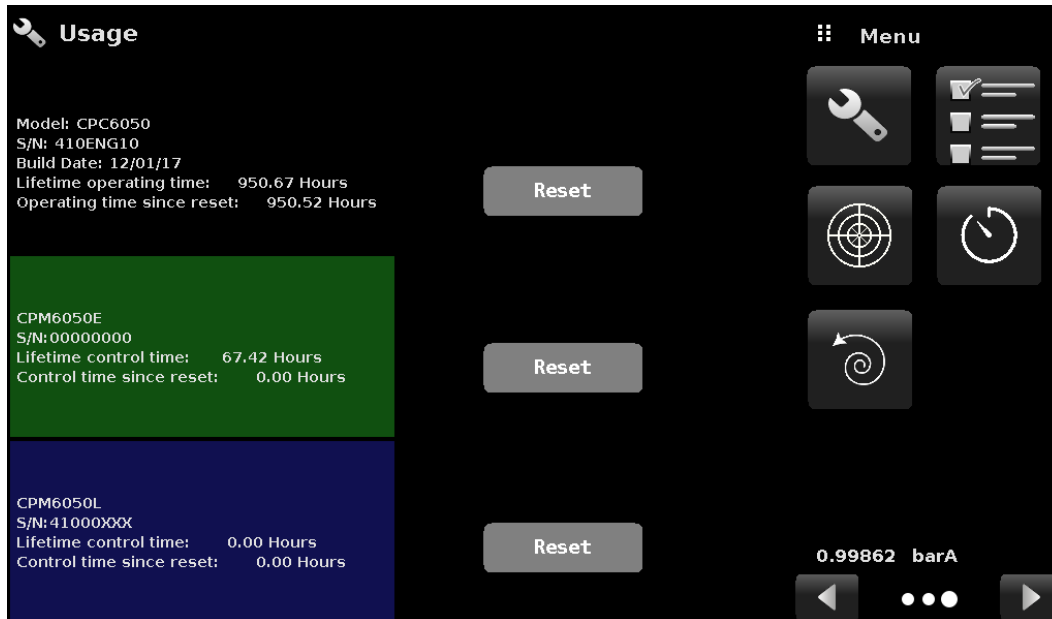 Usage
Model: CPC6050
S/N: 410ENG10
Build Date: 12/01/17
Lifetime operating time: 950.67 Hours
Operating time since reset: 950.52 Hours
Reset
CPM6050E
S/N:00000000
Lifetime control time: 67.42 Hours
Control time since reset: 0.00 Hours
Reset
CPM6050L
S/N:41000XXX
Lifetime control time: 0.00 Hours
Control time since reset: 0.00 Hours
Reset
Menu
0.99862 barA